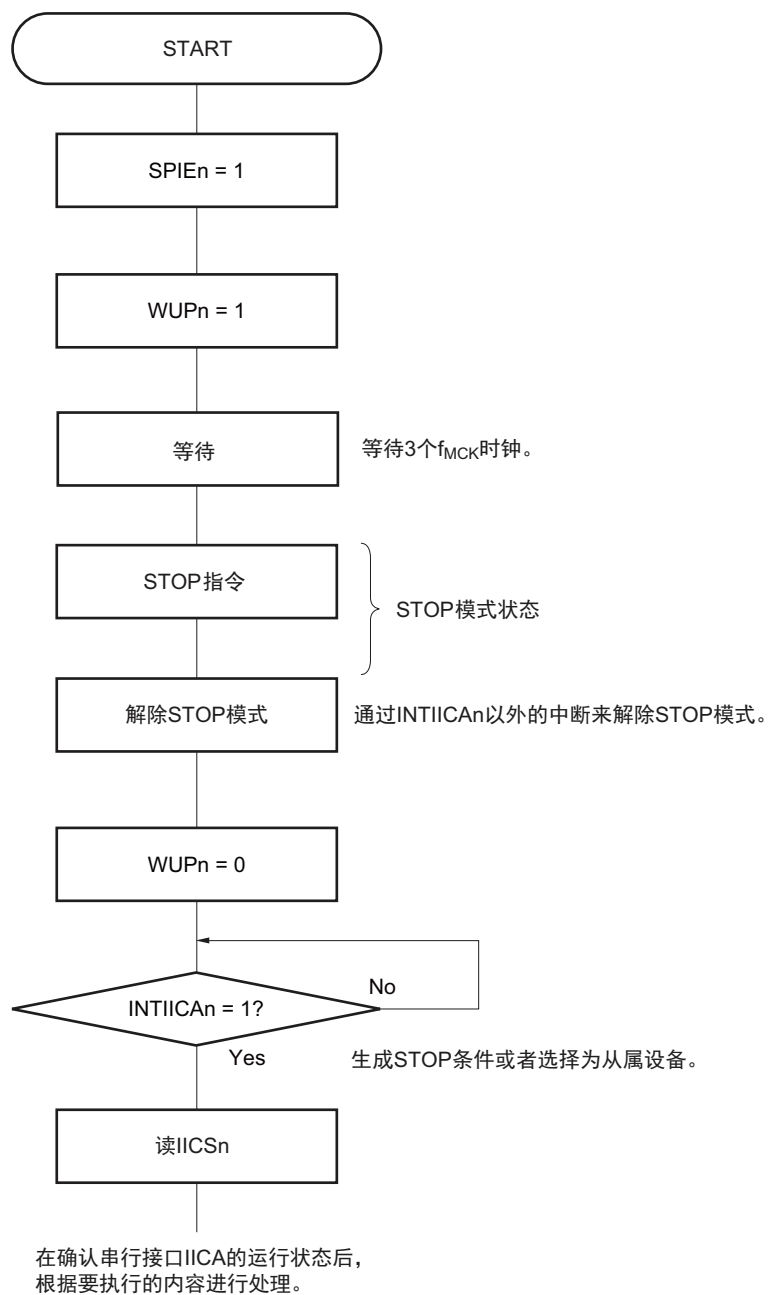 START
SPIEn = 1
WUPn = 1
等待
等待3个fMCK时钟。
STOP指令
STOP模式状态
解除STOP模式
通过INTIICAn以外的中断来解除STOP模式。
WUPn = 0
No
INTIICAn = 1?
Yes
生成STOP条件或者选择为从属设备。
读IICSn
在确认串行接口IICA的运行状态后，
根据要执行的内容进行处理。